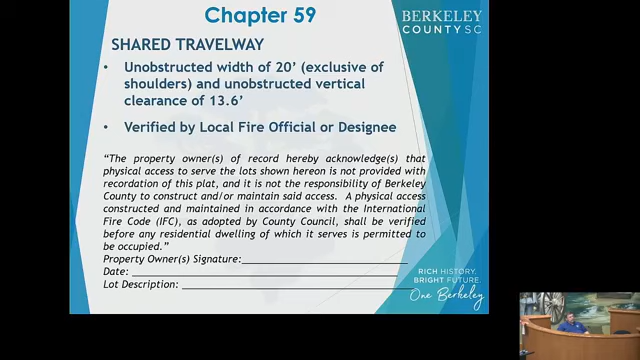 Chapter 59
BERKELEY
COUNTY SC
SHARED TRAVELWAY
• Unobstructed width of 20’ (exclusive of
shoulders) and unobstructed vertical
clearance of 13.6’
• Verified by Local Fire Official or Designee
“The property owner(s) of record hereby acknowledge(s) that
physical access to serve the lots shown hereon is not provided with
recordation of this plat, and it is not the responsibility of Berkeley
County to construct and/or maintain said access. A physical access
constructed and maintained in accordance with the International
Fire Code (IFC), as adopted by County Council, shall be verified
before any residential dwelling of which it serves is permitted to
be occupied.”
Property Owner(s) Signature:
Date:
Lot Description:
RICH HISTORY.
BRIGHT FUTURE.
One Berkeley